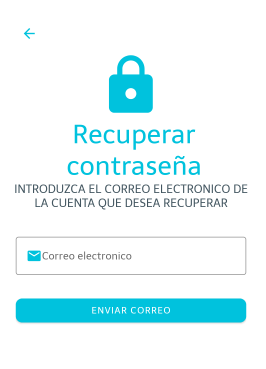 Recuperar
contraseña
INTRODUZCA EL CORREO ELECTRONICO DE
LA CUENTA QUE DESEA RECUPERAR
Correo electronico
ENVIAR CORREO